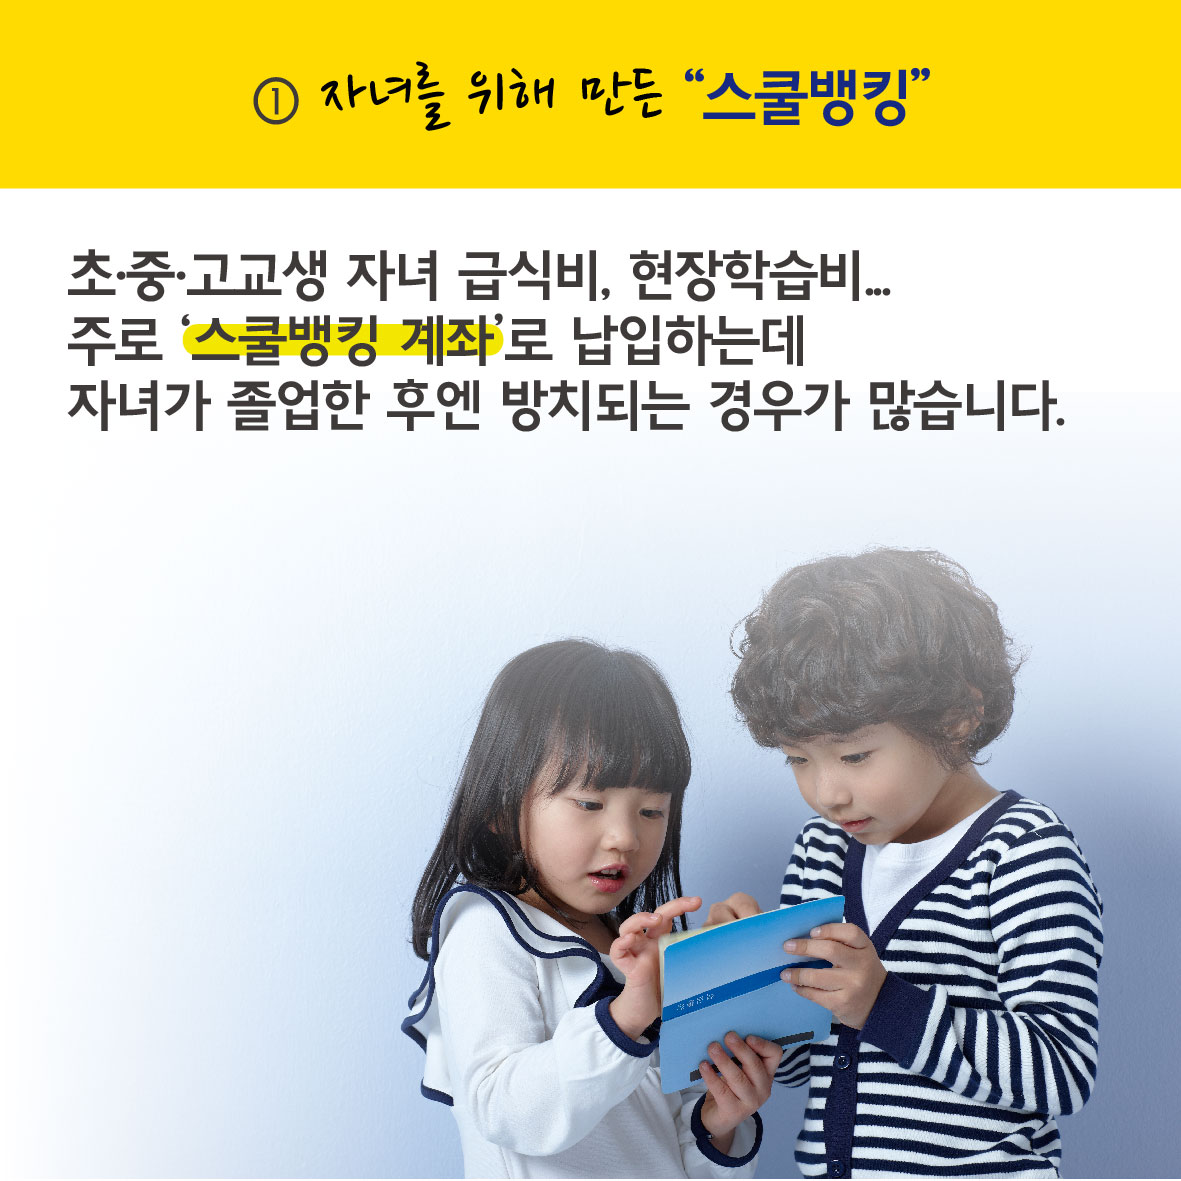 ① 자녀를 위해 만든 “스쿨뱅킹”
초·중·고교생 자녀 급식비, 현장학습비...
주로 ‘스쿨뱅킹 계좌’로 납입하는데
자녀가 졸업한 후엔 방치되는 경우가 많습니다.